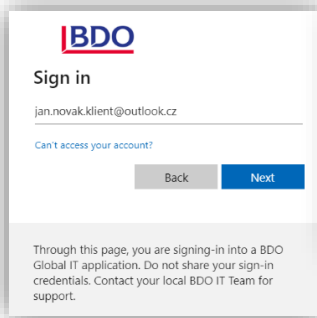 BDO
Sign in
jan.novak.klient@outlook.cz
Can't access your account?
Back Next
Through this page, you are signing-in into a BDO
Global IT application. Do not share your sign-in
credentials. Contact your local BDO IT Team for
support.